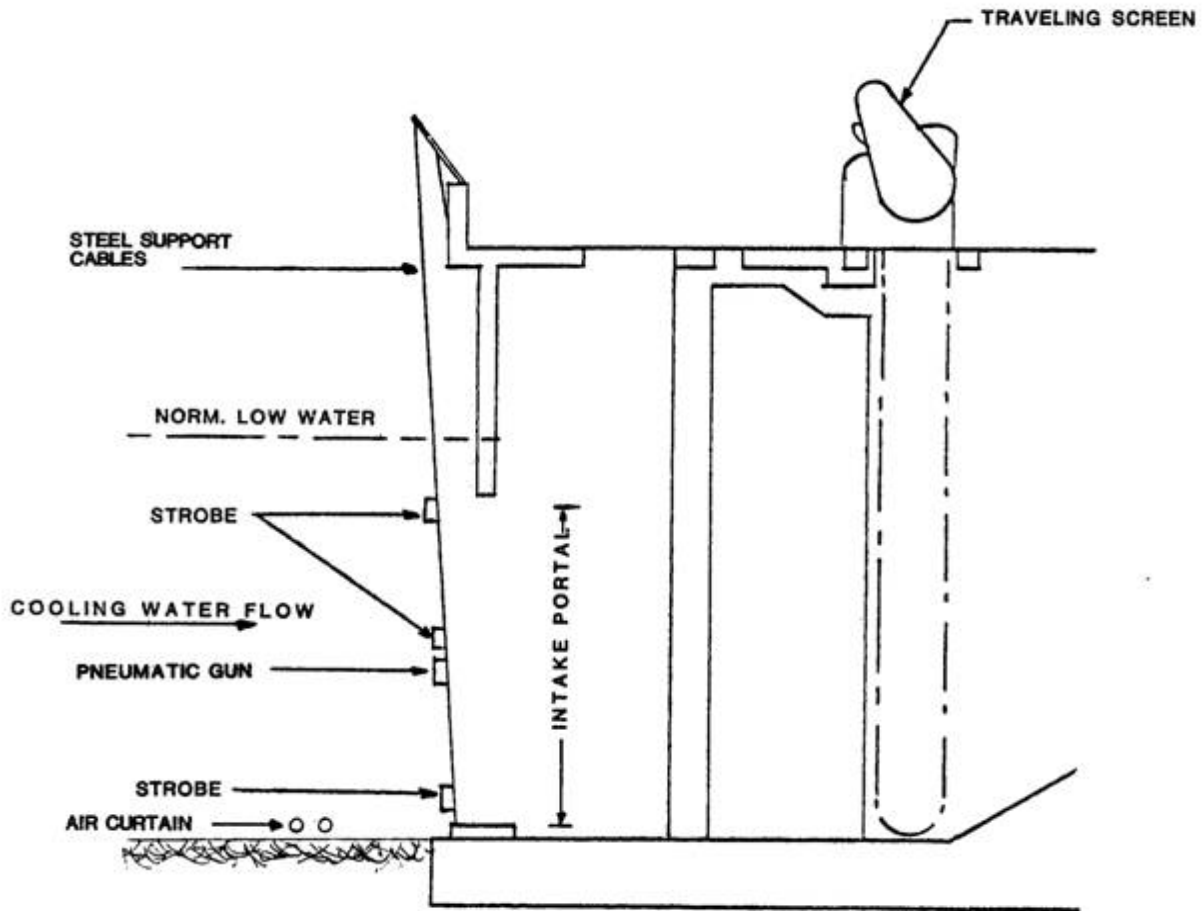 TRAVELING SCREEN
STEEL SUPPORT
CABLES
NORM. LOW WATER
STROBE
INTAKE PORTAL
COOLING WATER FLOW
PNEUMATIC GUN
STROBE
AIR CURTAIN